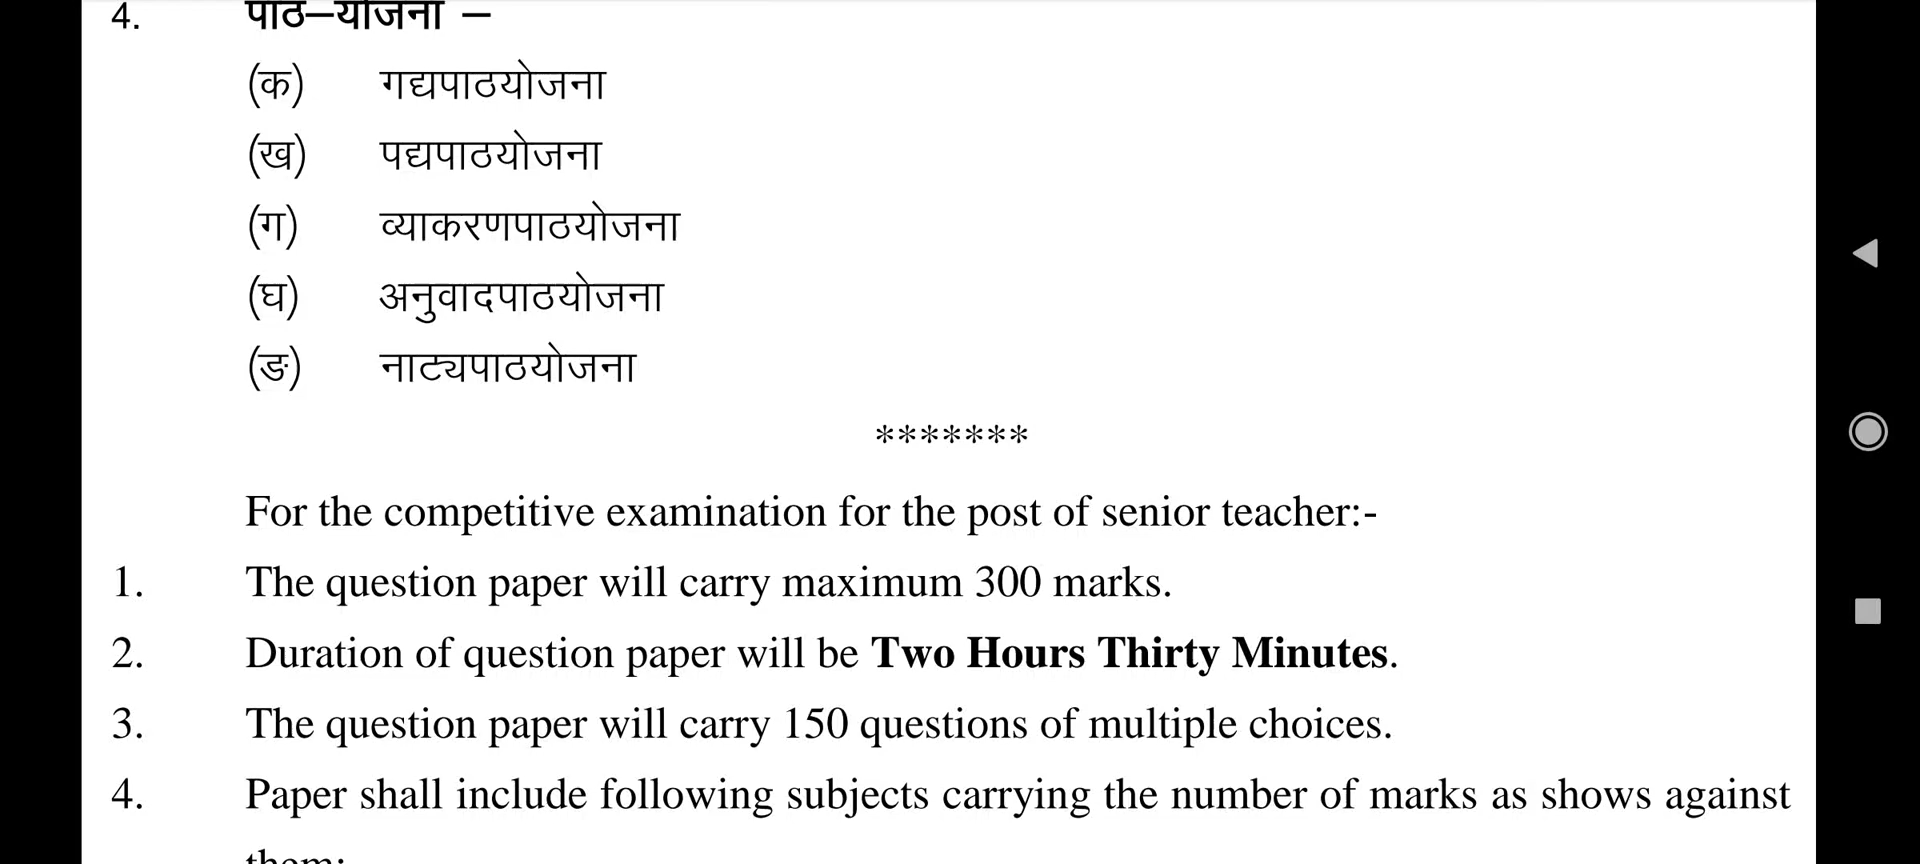 4. पाठ–योजना –
(क) गद्यपाठयोजना
(ख) पद्यपाठयोजना
(ग) व्याकरणपाठयोजना
(घ) अनुवादपाठयोजना
(ङ) नाट्यपाठयोजना
*******
For the competitive examination for the post of senior teacher:-
1. The question paper will carry maximum 300 marks.
2. Duration of question paper will be Two Hours Thirty Minutes.
3. The question paper will carry 150 questions of multiple choices.
4. Paper shall include following subjects carrying the number of marks as shows against
them: